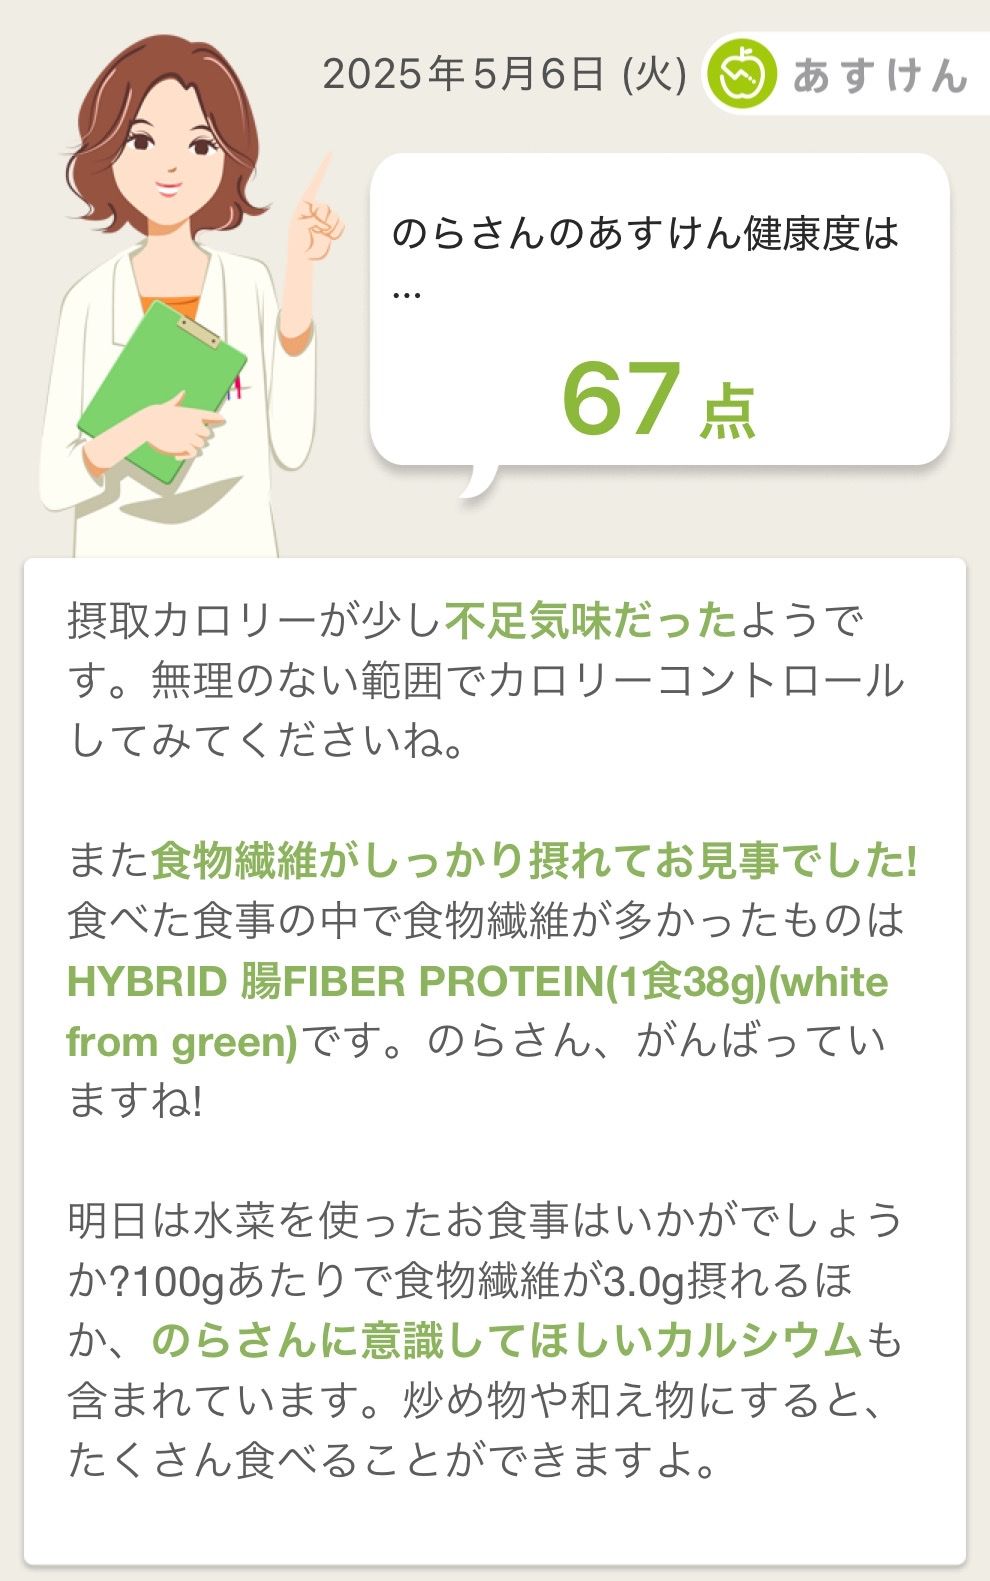 2025年5月6日 (火)
あすけん
のらさんのあすけん健康度は
...
67点
摂取カロリーが少し不足気味だったようで
す。無理のない範囲でカロリーコントロール
してみてくださいね。
また食物繊維がしっかり摂れてお見事でした!
食べた食事の中で食物繊維が多かったものは
HYBRID 腸FIBER PROTEIN(1食38g)(white
from green)です。のらさん、がんばってい
ますね!
明日は水菜を使ったお食事はいかがでしょう
か?100gあたりで食物繊維が3.0g摂れるほ
か、のらさんに意識してほしいカルシウムも
含まれています。炒め物や和え物にすると、
たくさん食べることができますよ。